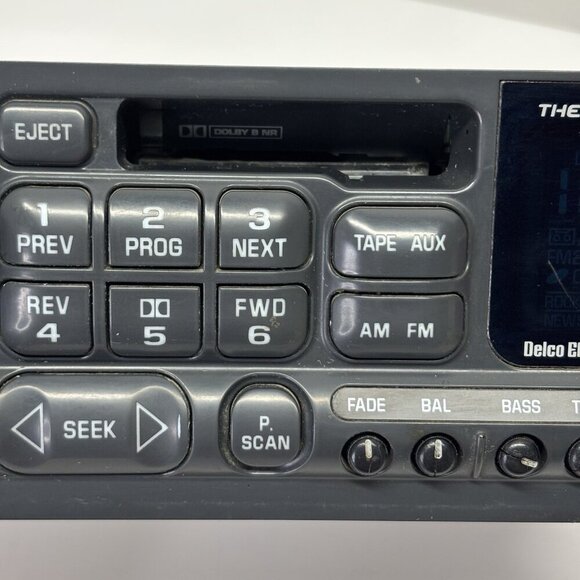 THE
EJECT
DOLBY B NR
1 2 3
PREV PROG NEXT
TAPE AUX
REV FWD
4 5 6
AM FM
Delco El
SEEK
P.
SCAN
FADE BAL BASS T